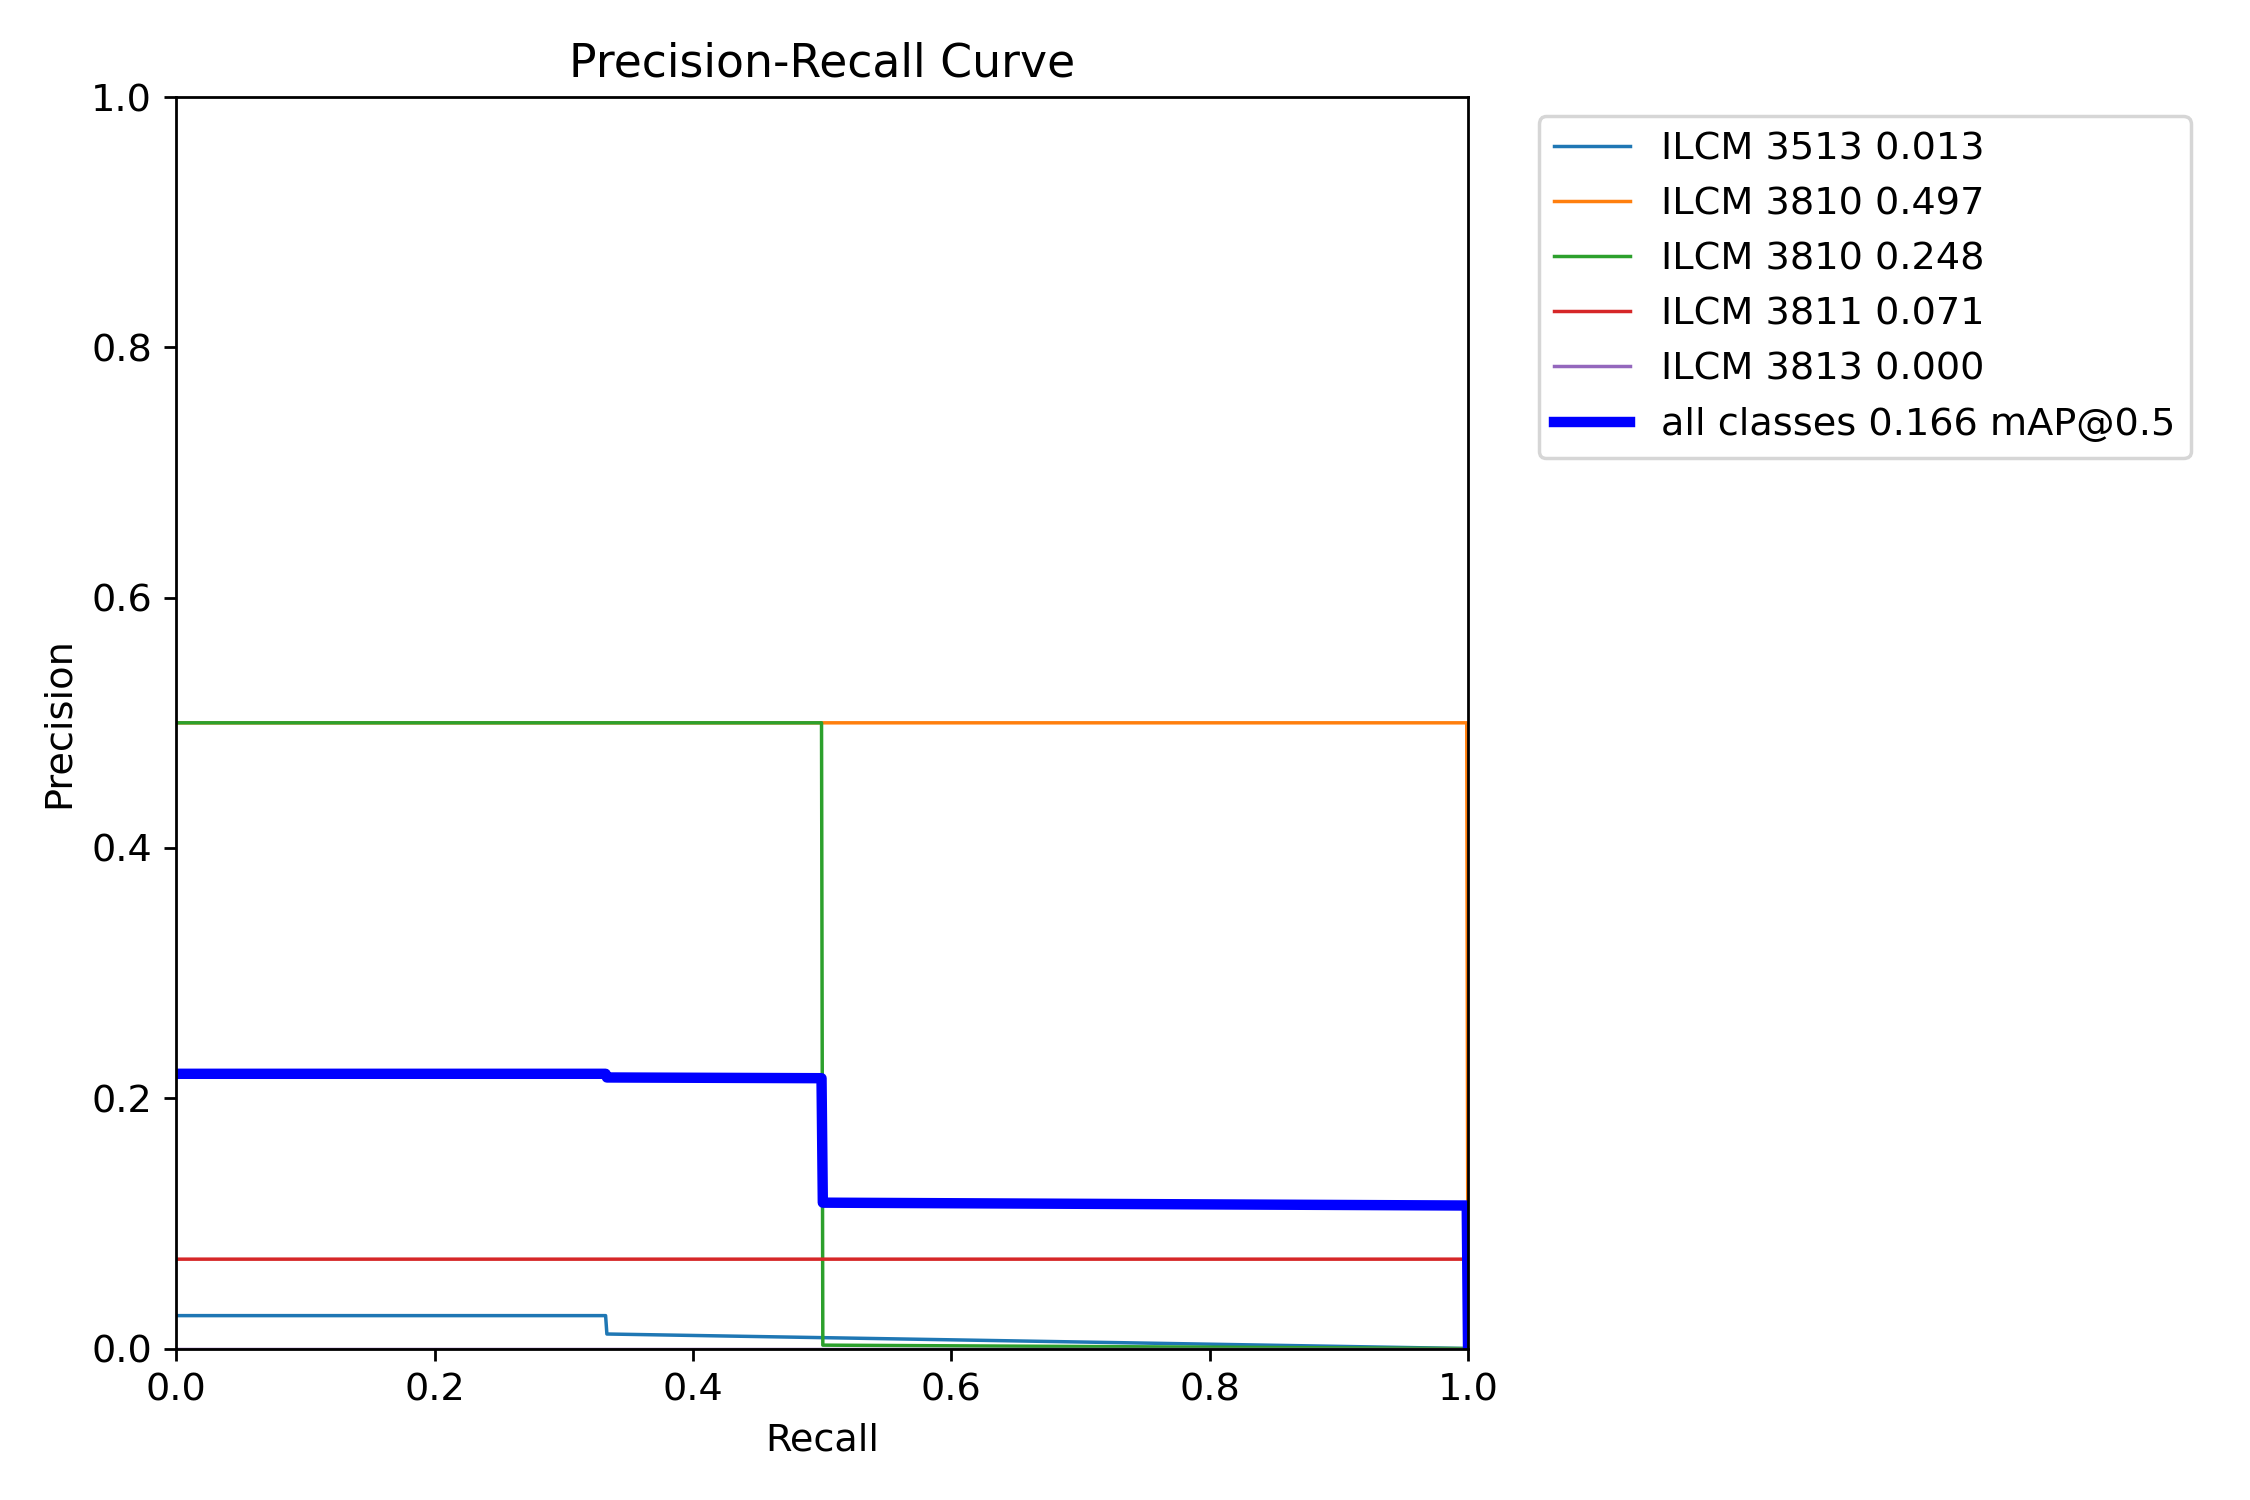 Precision-Recall Curve
1.0
0.8
0.6
0.4
0.2
0.0
Precision
0.0 0.2 0.4 0.6 0.8 1.0
Recall
ILCM 3513 0.013
ILCM 3810 0.497
ILCM 3810 0.248
ILCM 3811 0.071
ILCM 3813 0.000
all classes 0.166 mAP@0.5